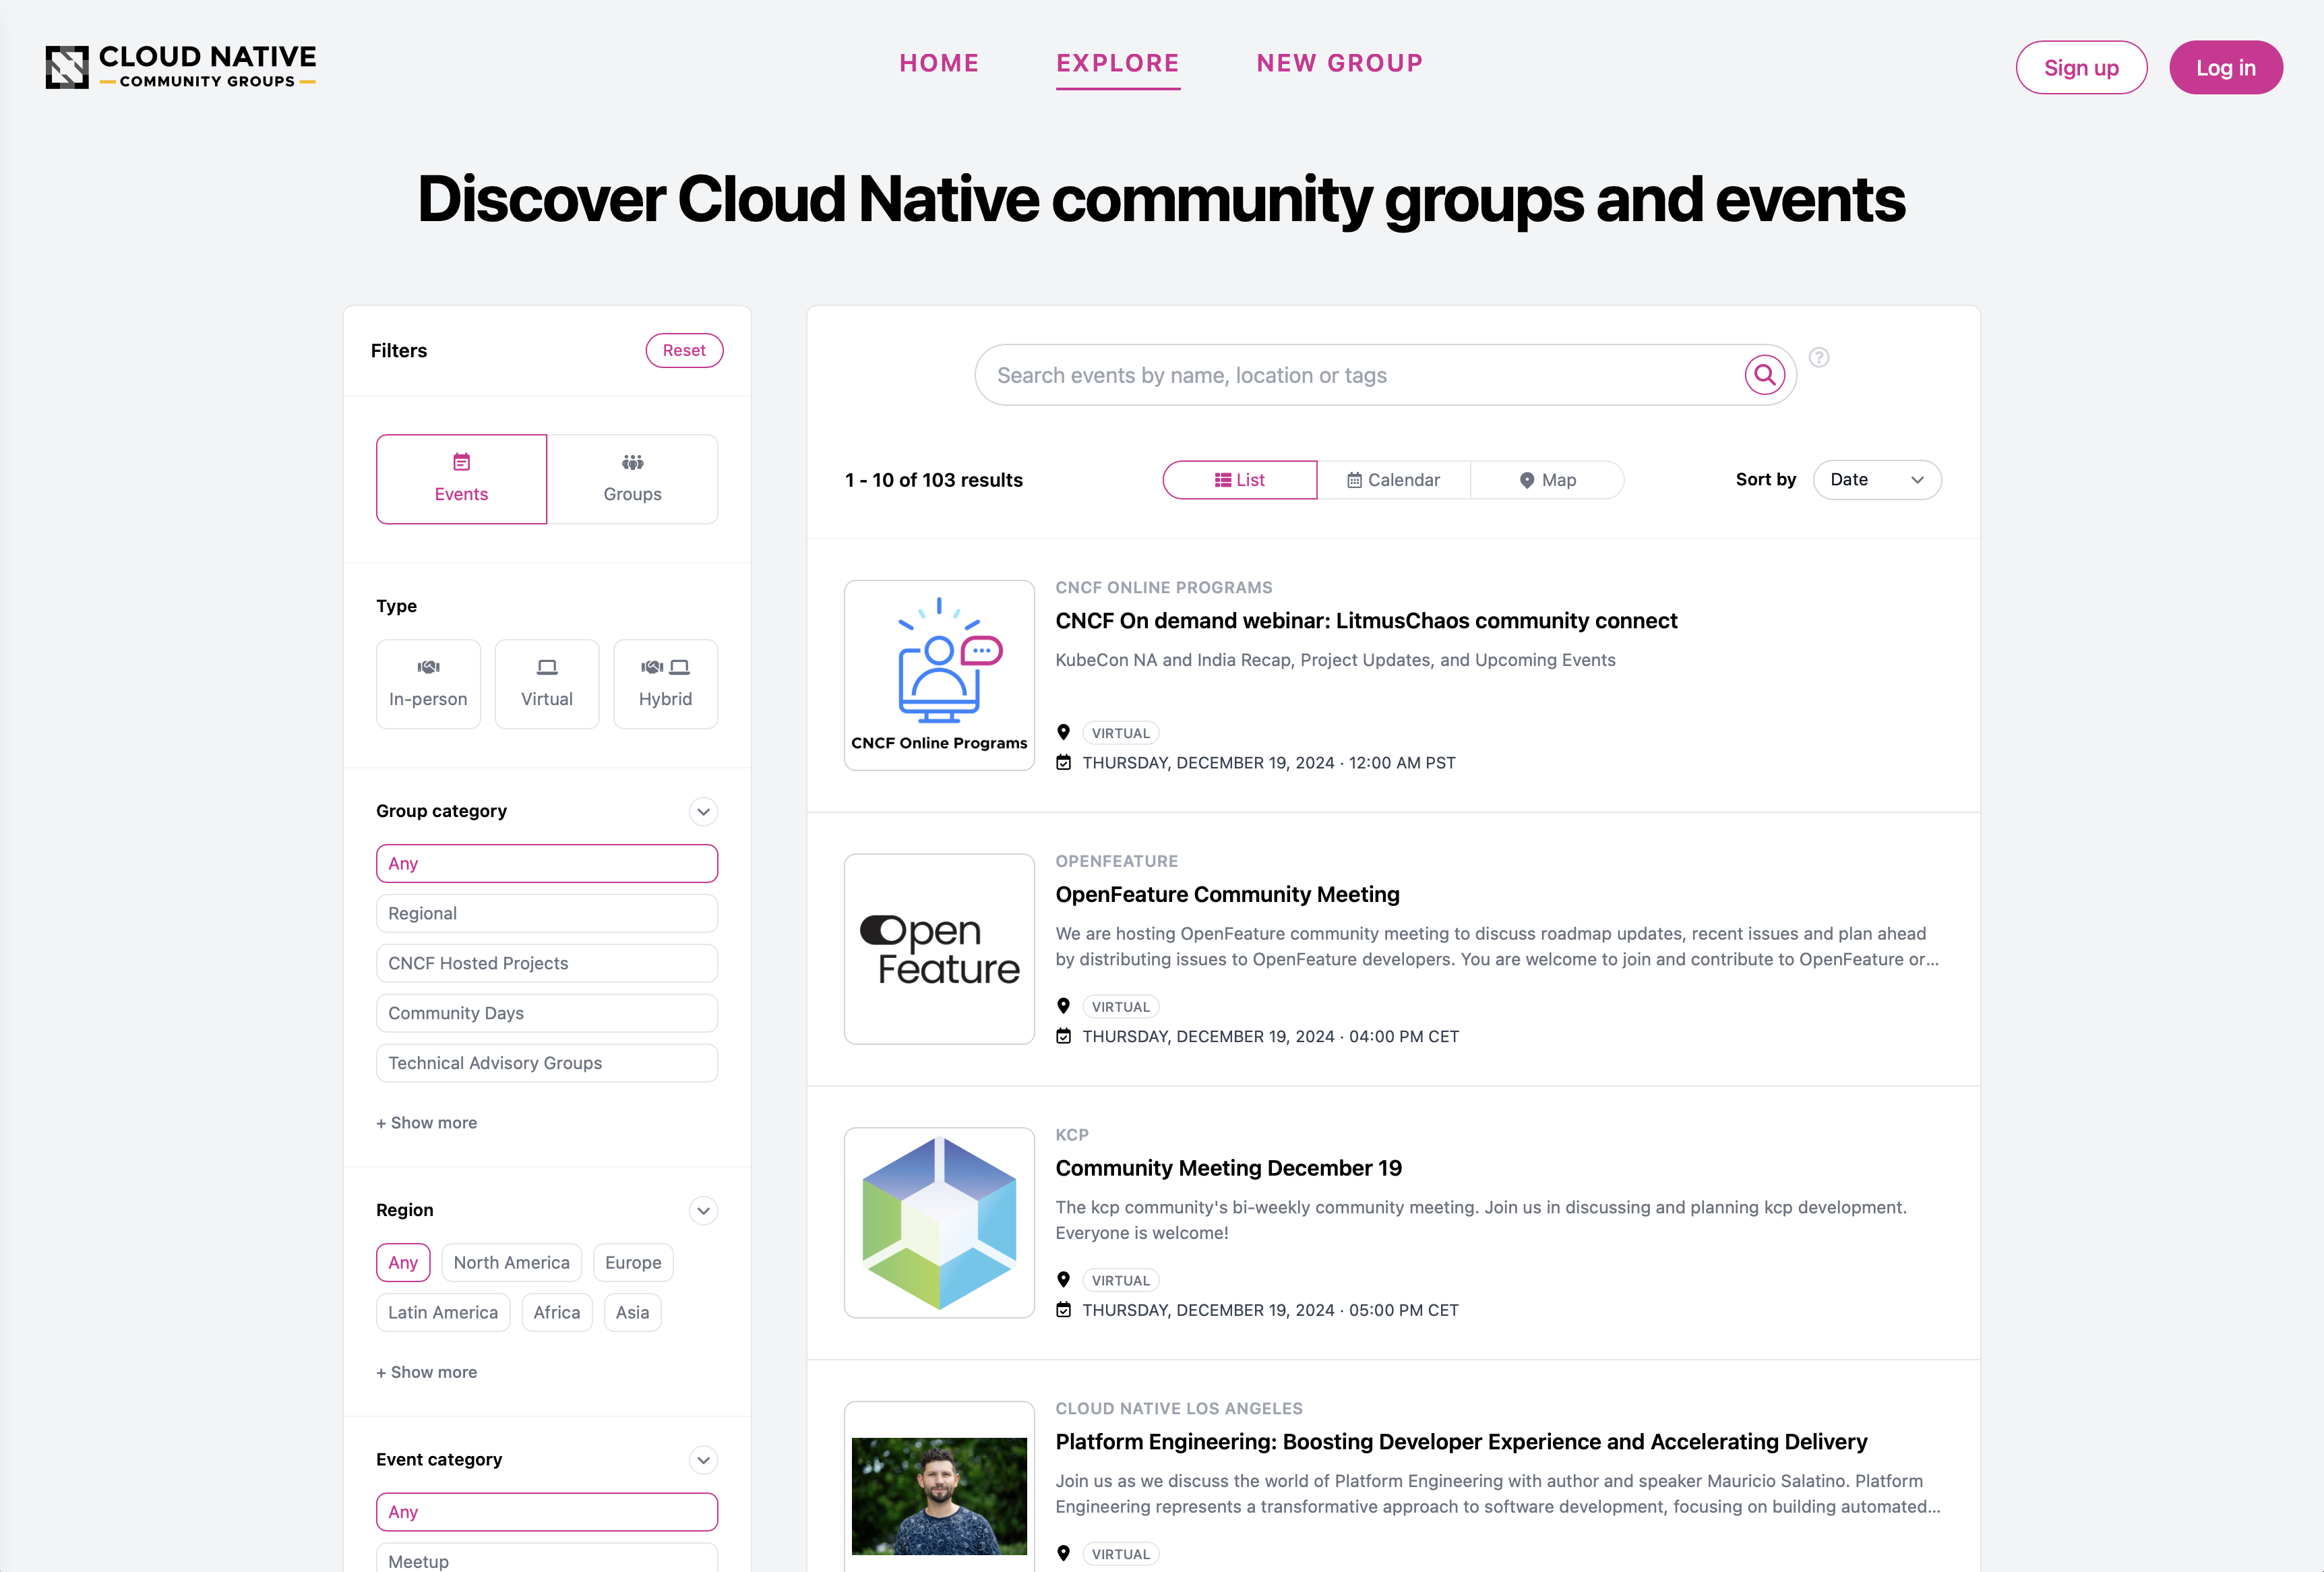 CLOUD NATIVE
COMMUNITY GROUPS
HOME
EXPLORE
NEW GROUP
Sign up
Log in
Discover Cloud Native community groups and events
Filters
Reset
Events
Groups
Type
In-person
Virtual
Hybrid
Group category
Any
Regional
CNCF Hosted Projects
Community Days
Technical Advisory Groups
+ Show more
Region
Any
North America
Europe
Latin America
Africa
Asia
+ Show more
Event category
Any
Meetup
Search events by name, location or tags
?
1 - 10 of 103 results
List
Calendar
Map
Sort by
Date
CNCF Online Programs
CNCF ONLINE PROGRAMS
CNCF On demand webinar: LitmusChaos community connect
KubeCon NA and India Recap, Project Updates, and Upcoming Events
VIRTUAL
THURSDAY, DECEMBER 19, 2024 · 12:00 AM PST
Open
Feature
OPENFEATURE
OpenFeature Community Meeting
We are hosting OpenFeature community meeting to discuss roadmap updates, recent issues and plan ahead
by distributing issues to OpenFeature developers. You are welcome to join and contribute to OpenFeature or...
VIRTUAL
THURSDAY, DECEMBER 19, 2024 · 04:00 PM CET
KCP
Community Meeting December 19
The kcp community's bi-weekly community meeting. Join us in discussing and planning kcp development.
Everyone is welcome!
VIRTUAL
THURSDAY, DECEMBER 19, 2024 · 05:00 PM CET
CLOUD NATIVE LOS ANGELES
Platform Engineering: Boosting Developer Experience and Accelerating Delivery
Join us as we discuss the world of Platform Engineering with author and speaker Mauricio Salatino. Platform
Engineering represents a transformative approach to software development, focusing on building automated...
VIRTUAL